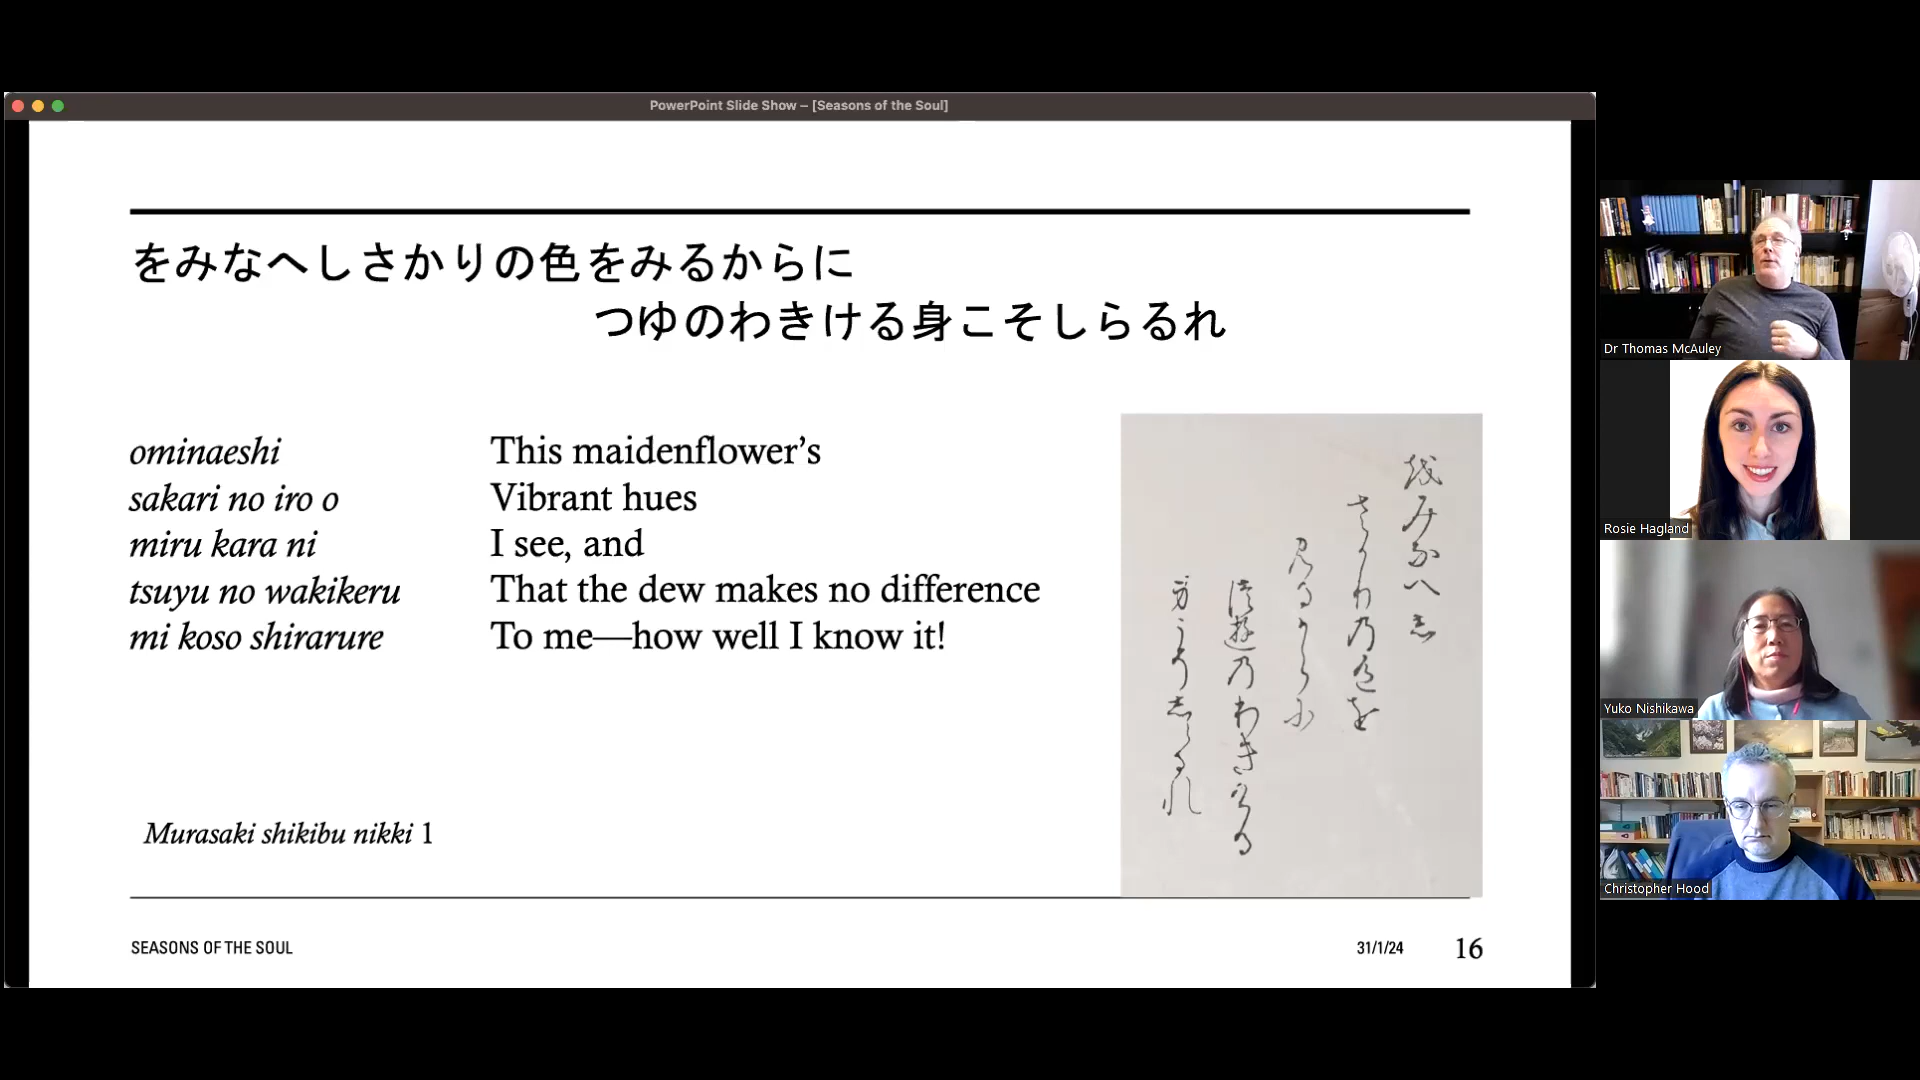 PowerPoint Slide Show – [Seasons of the Soul]
をみなへしさかりの色をみるからに
つゆのわきける身こそしらるれ
ominaeshi
sakari no iro o
miru kara ni
tsuyu no wakikeru
mi koso shirarure
This maidenflower’s
Vibrant hues
I see, and
That the dew makes no difference
To me—how well I know it!
Murasaki shikibu nikki 1
SEASONS OF THE SOUL
31/1/24
16
Dr Thomas McAuley
Rosie Hagland
Yuko Nishikawa
Christopher Hood